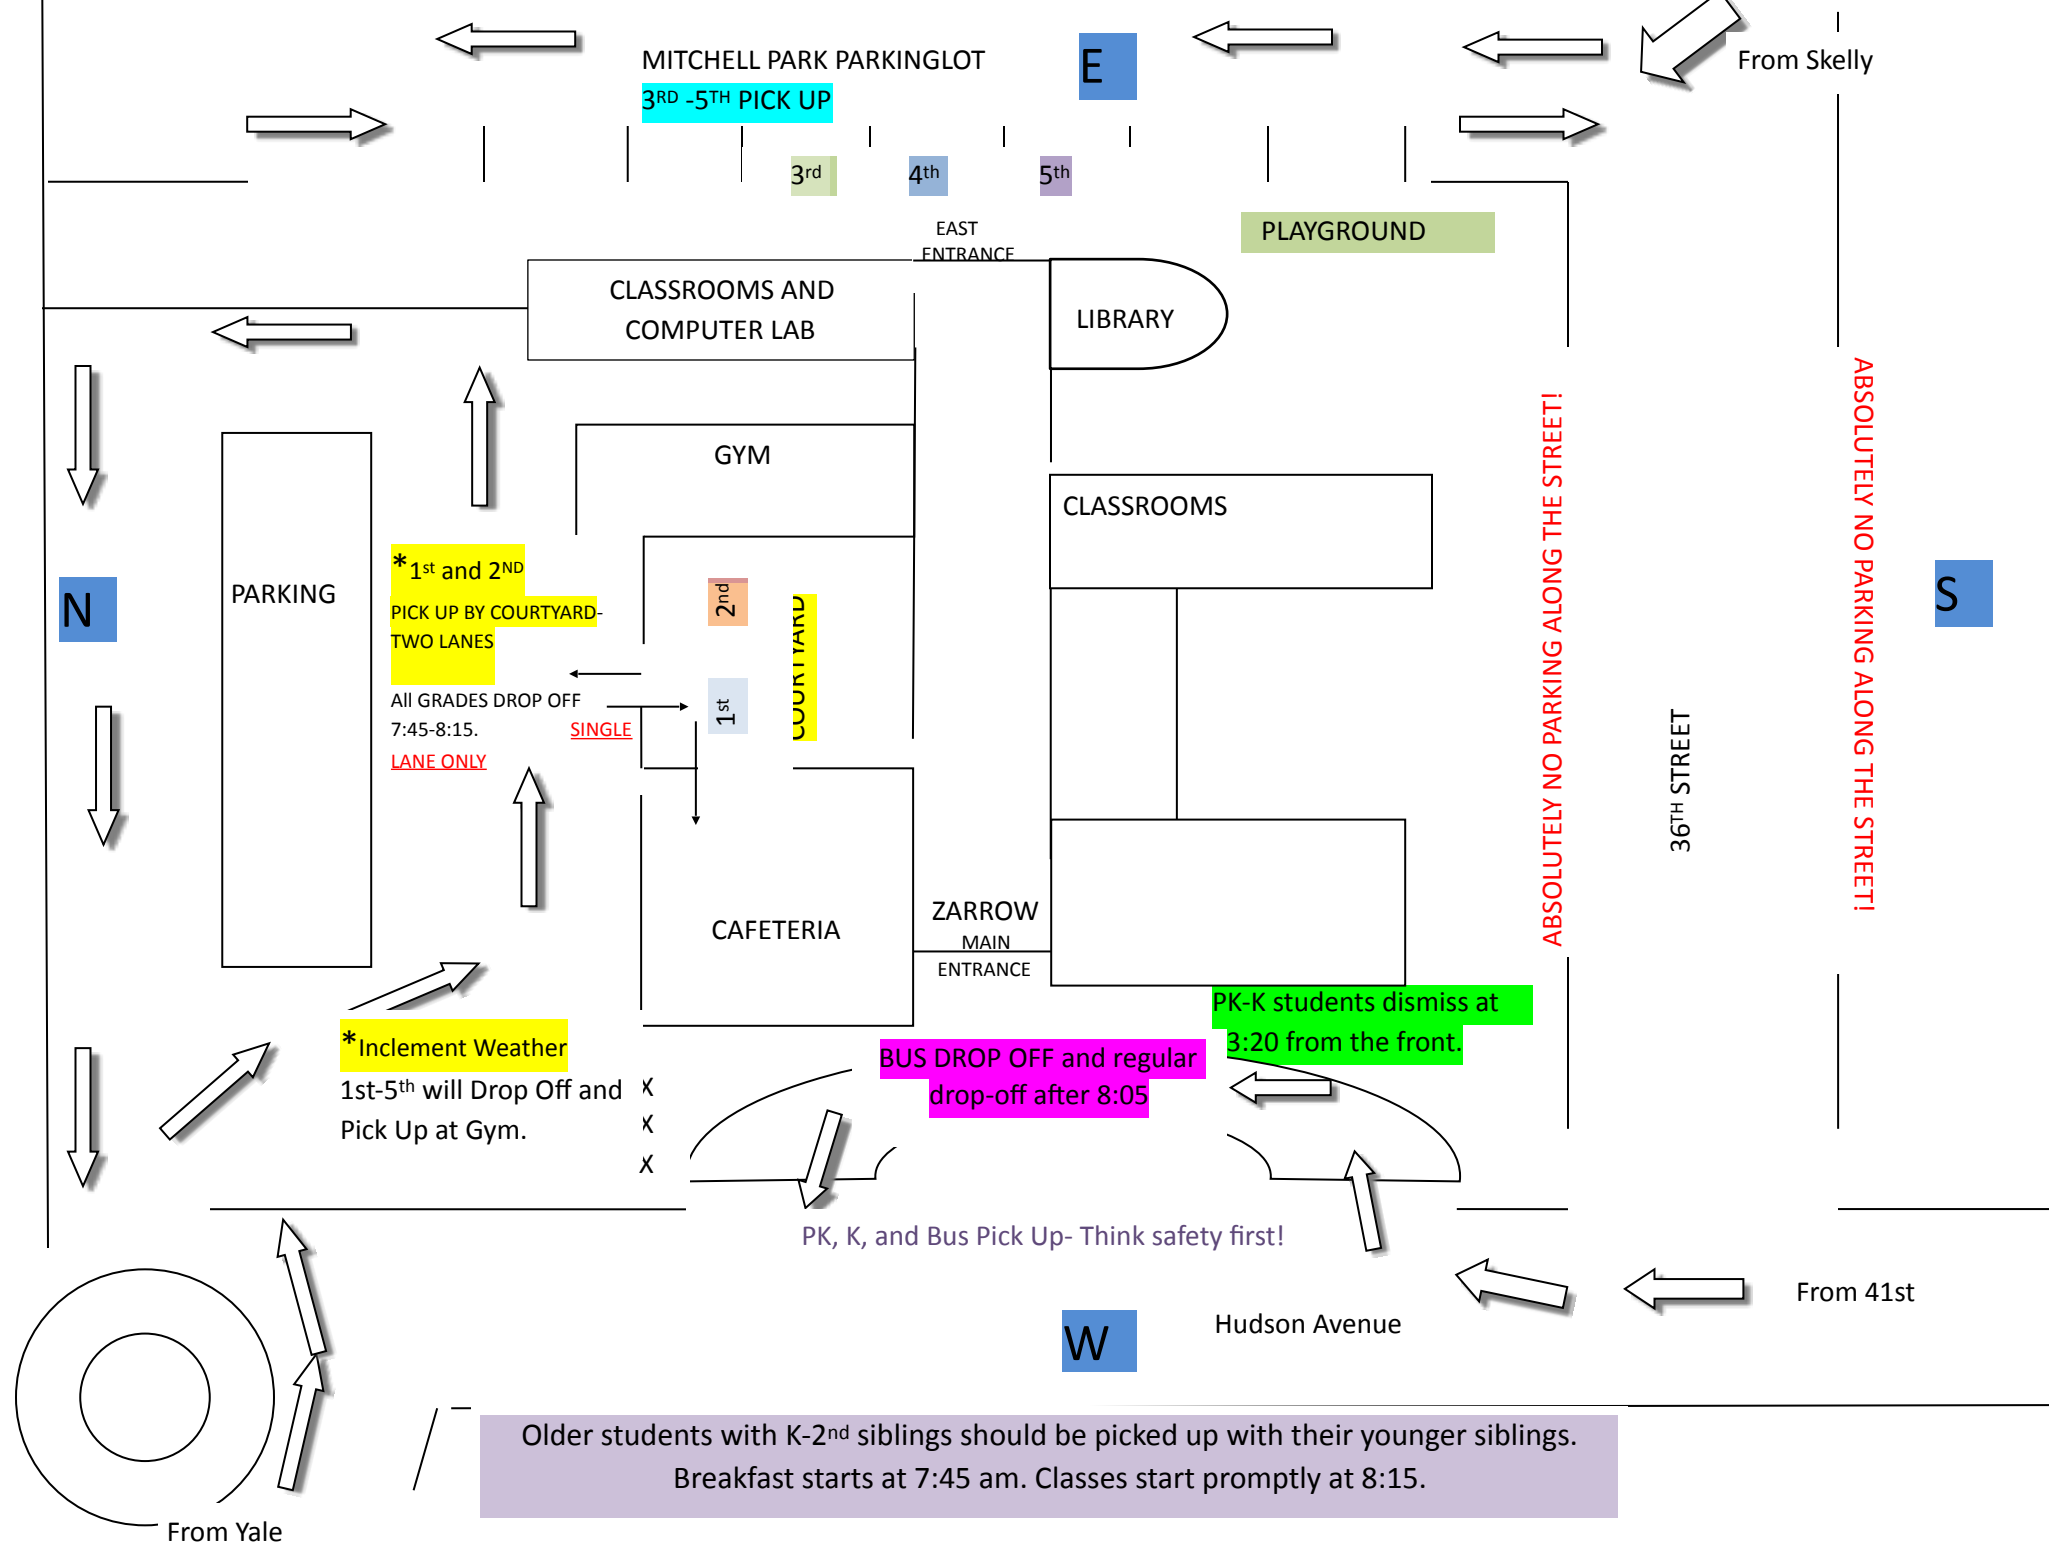 From Skelly
MITCHELL PARK PARKINGLOT
E
3RD -5TH PICK UP
3rd
4th
5th
PLAYGROUND
EAST
ENTRANCE
CLASSROOMS AND
COMPUTER LAB
LIBRARY
GYM
CLASSROOMS
*1st and 2ND
PICK UP BY COURTYARD-
TWO LANES
All GRADES DROP OFF
7:45-8:15. SINGLE
LANE ONLY
N
PARKING
2nd
1st
COURTYARD
ABSOLUTELY NO PARKING ALONG THE STREET!
36TH STREET
ABSOLUTELY NO PARKING ALONG THE STREET!
S
CAFETERIA
ZARROW
MAIN
ENTRANCE
PK-K students dismiss at
3:20 from the front.
*Inclement Weather
1st-5th will Drop Off and
Pick Up at Gym.
X
X
X
BUS DROP OFF and regular
drop-off after 8:05
PK, K, and Bus Pick Up- Think safety first!
From 41st
Hudson Avenue
W
Older students with K-2nd siblings should be picked up with their younger siblings.
Breakfast starts at 7:45 am. Classes start promptly at 8:15.
From Yale